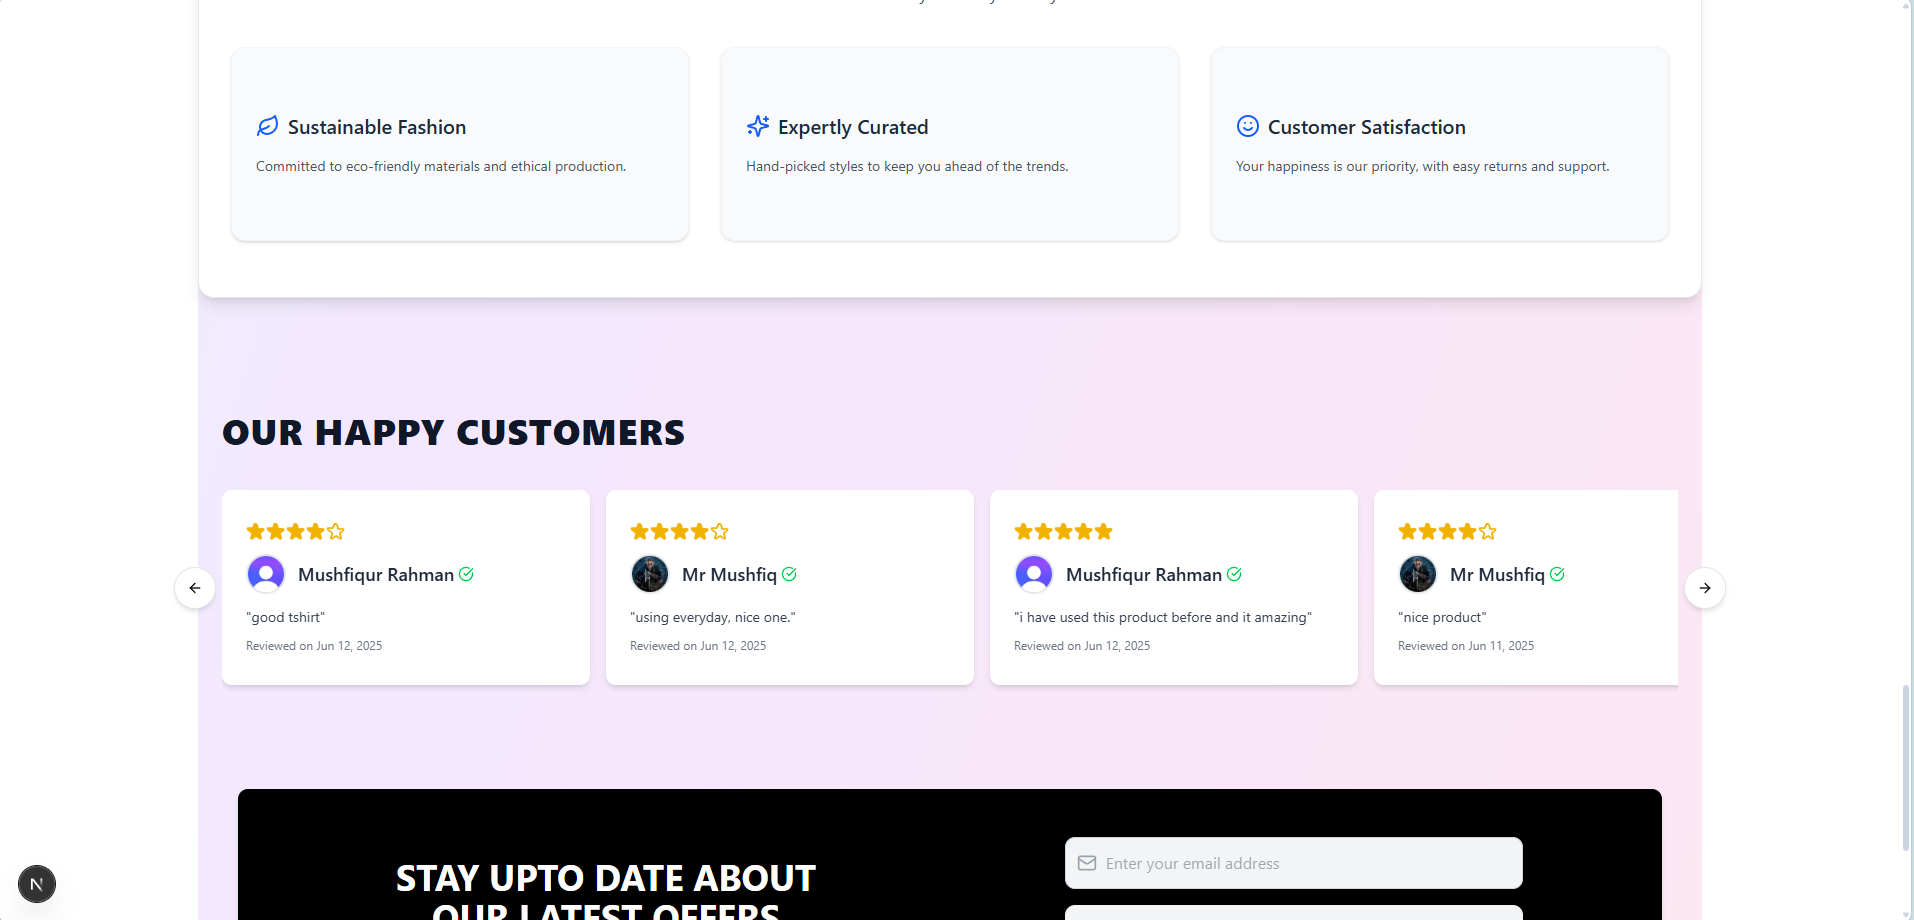 Sustainable Fashion
Committed to eco-friendly materials and ethical production.
Expertly Curated
Hand-picked styles to keep you ahead of the trends.
Customer Satisfaction
Your happiness is our priority, with easy returns and support.
OUR HAPPY CUSTOMERS
Mushfiqur Rahman
"good tshirt"
Reviewed on Jun 12, 2025
Mr Mushfiq
"using everyday, nice one."
Reviewed on Jun 12, 2025
Mushfiqur Rahman
"i have used this product before and it amazing"
Reviewed on Jun 12, 2025
Mr Mushfiq
"nice product"
Reviewed on Jun 11, 2025
STAY UPTO DATE ABOUT
OUR LATEST OFFERS
Enter your email address
N